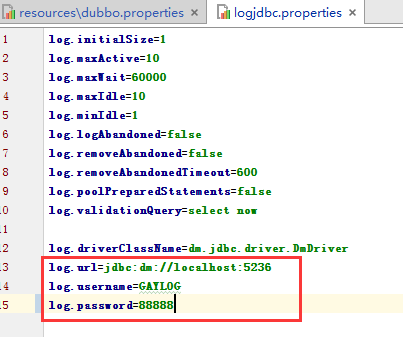 resources\dubbo.properties × logjdbc.properties ×
1 log.initialSize=1
2 log.maxActive=10
3 log.maxWait=60000
4 log.maxIdle=10
5 log.minIdle=1
6 log.logAbandoned=false
7 log.removeAbandoned=false
8 log.removeAbandonedTimeout=600
9 log.poolPreparedStatements=false
10 log.validationQuery=select now
11
12 log.driverClassName=dm.jdbc.driver.DmDriver
13 log.url=jdbc:dm://localhost:5236
14 log.username=GAYLOG
15 log.password=88888